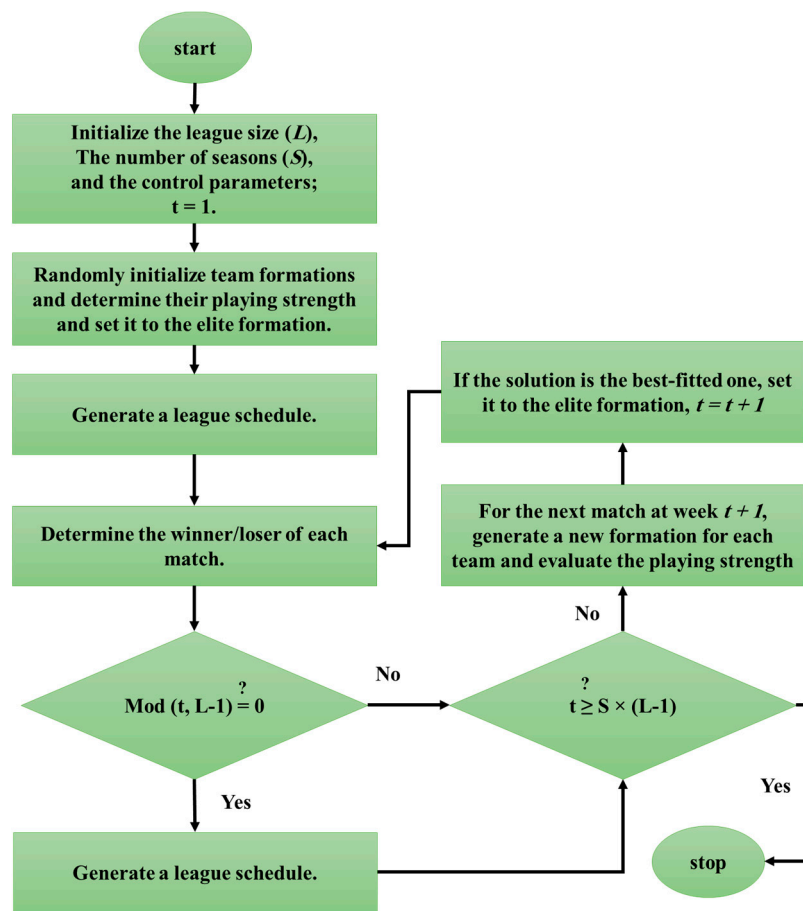 start
Initialize the league size (L),
The number of seasons (S),
and the control parameters;
t = 1.
Randomly initialize team formations
and determine their playing strength
and set it to the elite formation.
Generate a league schedule.
Determine the winner/loser of each
match.
?
Mod (t, L-1) = 0
No
Yes
Generate a league schedule.
If the solution is the best-fitted one, set
it to the elite formation, t = t + 1
For the next match at week t + 1,
generate a new formation for each
team and evaluate the playing strength
No
?
t ≥ S × (L-1)
Yes
stop